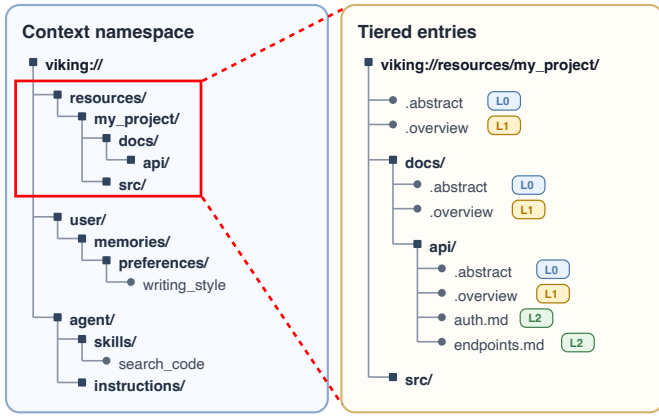 Context namespace
viking://
resources/
my_project/
docs/
api/
src/
user/
memories/
preferences/
writing_style
agent/
skills/
search_code
instructions/
Tiered entries
viking://resources/my_project/
.abstract L0
.overview L1
docs/
.abstract L0
.overview L1
api/
.abstract L0
.overview L1
auth.md L2
endpoints.md L2
src/